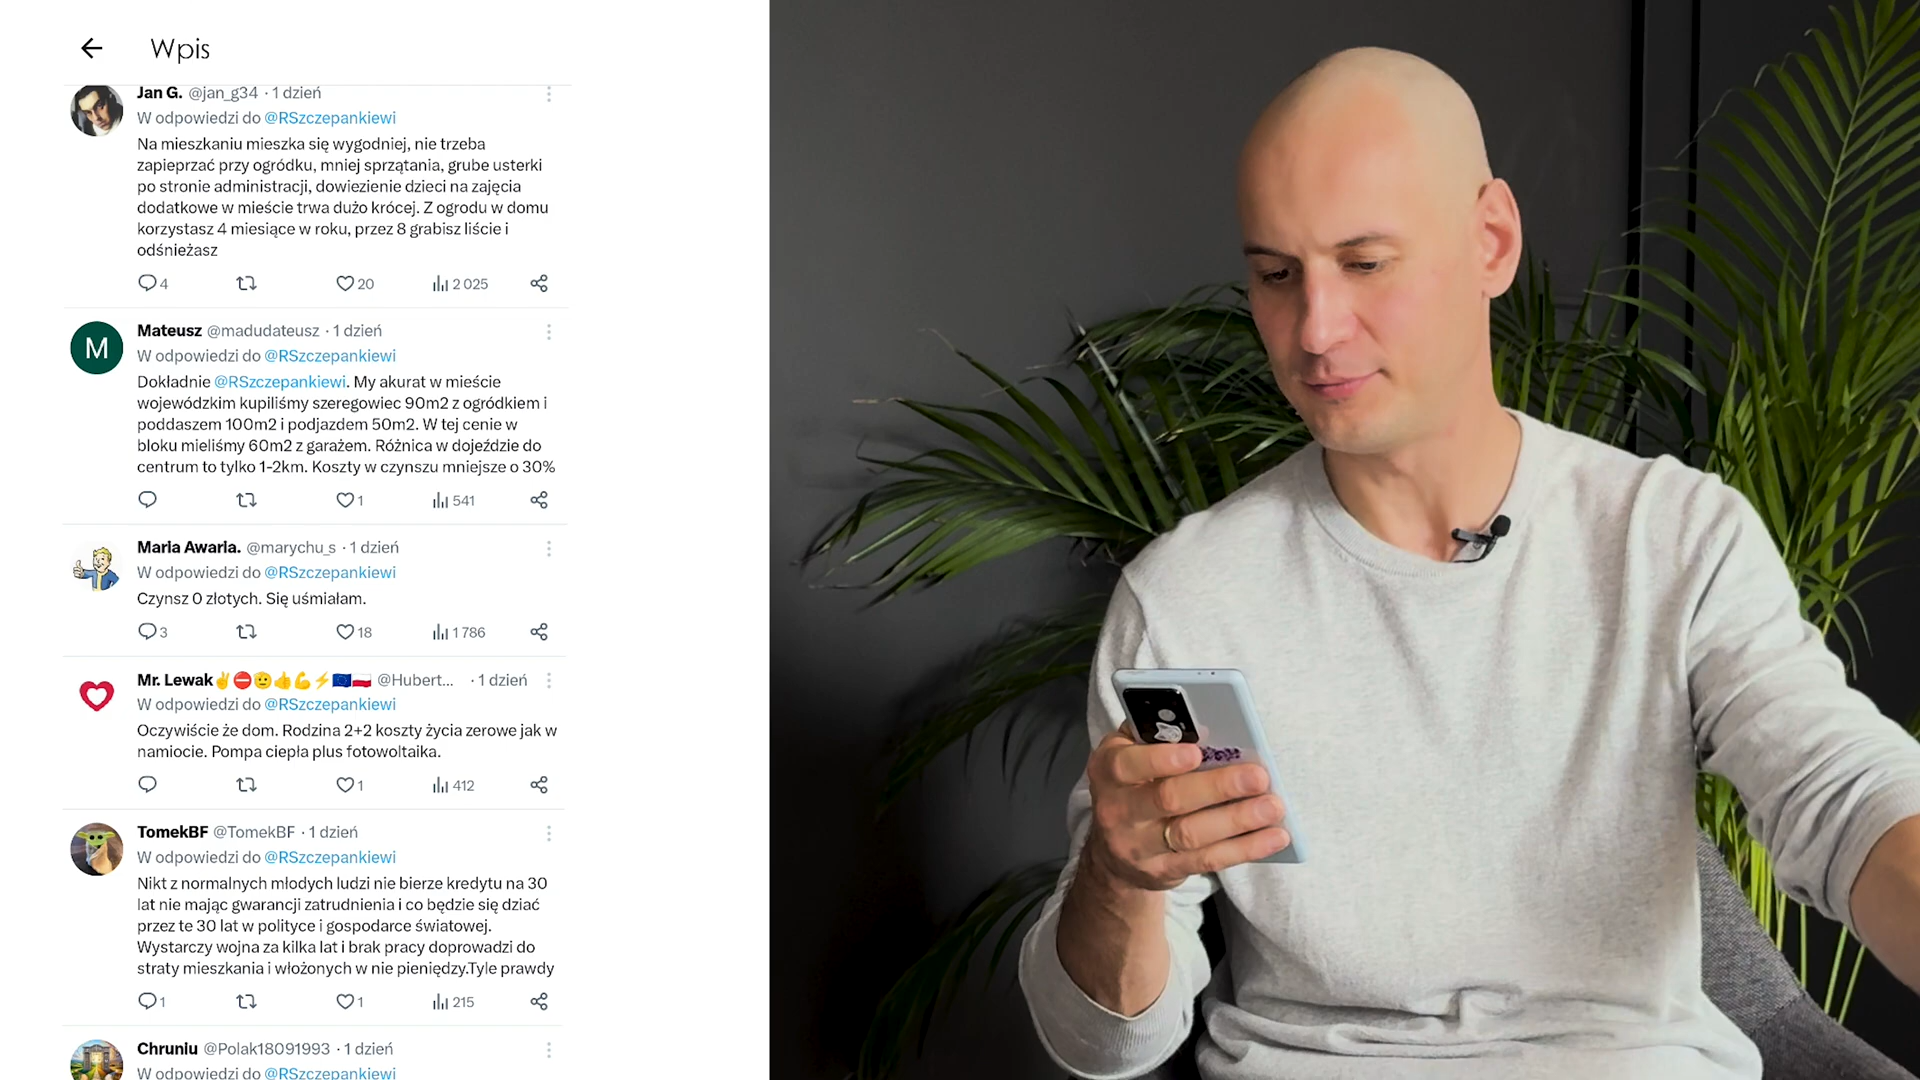 Wpis
Jan G. @jan_g34 · 1 dzień
W odpowiedzi do @RSzczepankiewi
Na mieszkaniu mieszka się wygodniej, nie trzeba
zapieprzać przy ogródku, mniej sprzątania, grube usterki
po stronie administracji, dowiezienie dzieci na zajęcia
dodatkowe w mieście trwa dużo krócej. Z ogrodu w domu
korzystasz 4 miesiące w roku, przez 8 grabisz liście i
odśnieżasz
4 20 2 025
Mateusz @madudateusz · 1 dzień
M
W odpowiedzi do @RSzczepankiewi
Dokładnie @RSzczepankiewi. My akurat w mieście
wojewódzkim kupiliśmy szeregowiec 90m2 z ogródkiem i
poddaszem 100m2 i podjazdem 50m2. W tej cenie w
bloku mieliśmy 60m2 z garażem. Różnica w dojeździe do
centrum to tylko 1-2km. Koszty w czynszu mniejsze o 30%
1 541
Maria Awaria. @marychu_s · 1 dzień
W odpowiedzi do @RSzczepankiewi
Czynsz 0 złotych. Się uśmiałam.
3 18 1 786
Mr. Lewak✌️⛔🫡👍💪⚡🇪🇺🇵🇱 @Hubert... · 1 dzień
W odpowiedzi do @RSzczepankiewi
Oczywiście że dom. Rodzina 2+2 koszty życia zerowe jak w
namiocie. Pompa ciepła plus fotowoltaika.
1 412
TomekBF @TomekBF · 1 dzień
W odpowiedzi do @RSzczepankiewi
Nikt z normalnych młodych ludzi nie bierze kredytu na 30
lat nie mając gwarancji zatrudnienia i co będzie się dziać
przez te 30 lat w polityce i gospodarce światowej.
Wystarczy wojna za kilka lat i brak pracy doprowadzi do
straty mieszkania i włożonych w nie pieniędzy.Tyle prawdy
1 1 215
Chruniu @Polak18091993 · 1 dzień
W odpowiedzi do @RSzczepankiewi